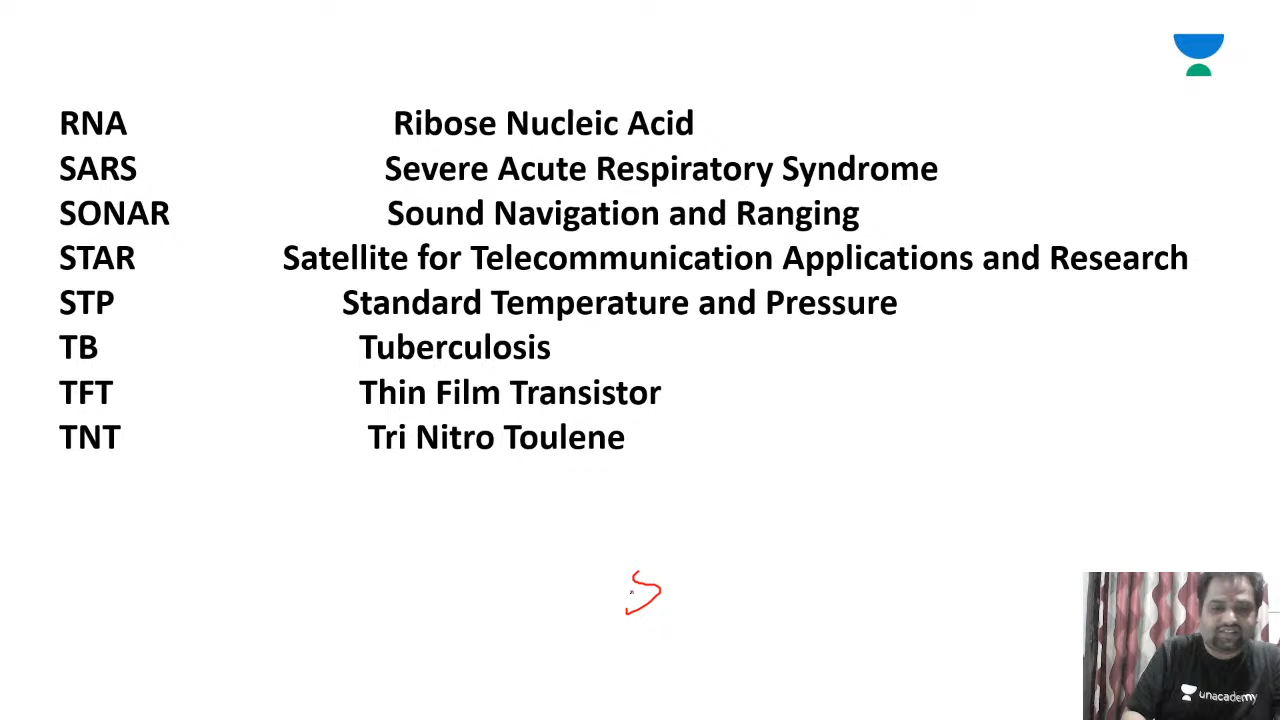 RNA Ribose Nucleic Acid
SARS Severe Acute Respiratory Syndrome
SONAR Sound Navigation and Ranging
STAR Satellite for Telecommunication Applications and Research
STP Standard Temperature and Pressure
TB Tuberculosis
TFT Thin Film Transistor
TNT Tri Nitro Toulene
S
unacademy